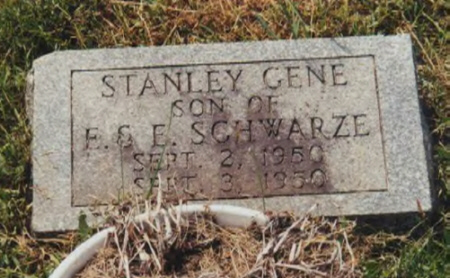 STANLEY GENE
SON OF
E. & E. SCHWARZE
SEPT. 2, 1950
SEPT. 3, 1950